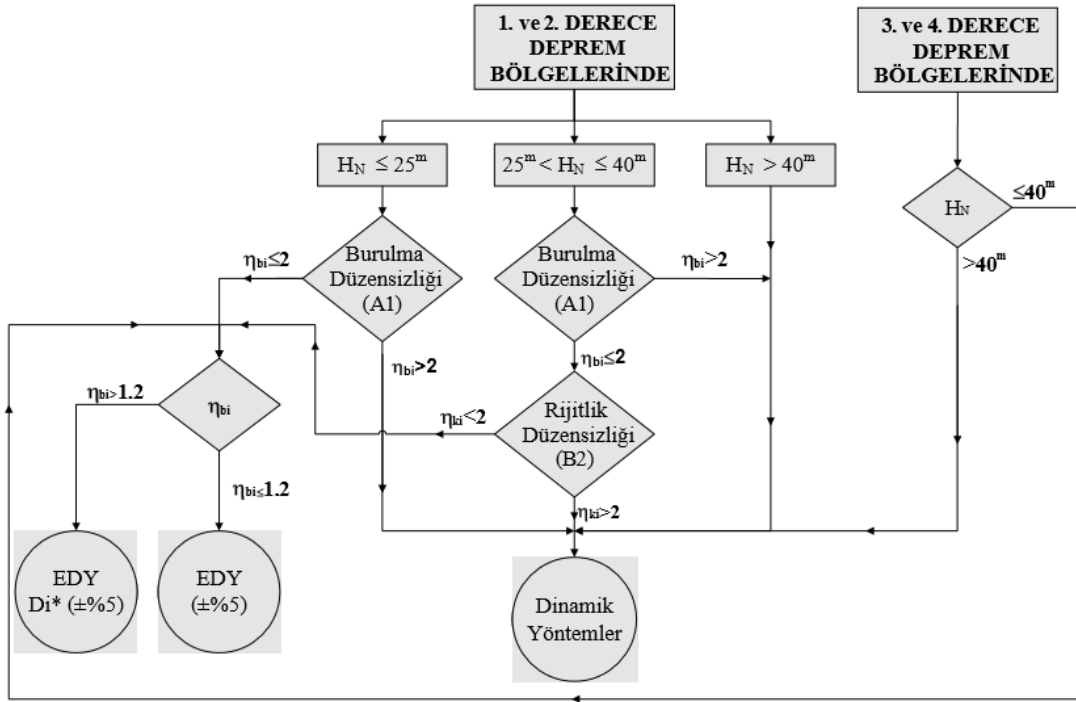 1. ve 2. DERECE
DEPREM
BÖLGELERİNDE
3. ve 4. DERECE
DEPREM
BÖLGELERİNDE
H_N ≤ 25^m
25^m < H_N ≤ 40^m
H_N > 40^m
H_N
≤40^m
>40^m
η_bi≤2
Burulma
Düzensizliği
(A1)
Burulma
Düzensizliği
(A1)
η_bi>2
η_bi>2
η_bi≤2
η_bi>1.2
η_bi
η_ki<2
Rijitlik
Düzensizliği
(B2)
η_bi≤1.2
η_ki>2
EDY
Di* (±%5)
EDY
(±%5)
Dinamik
Yöntemler